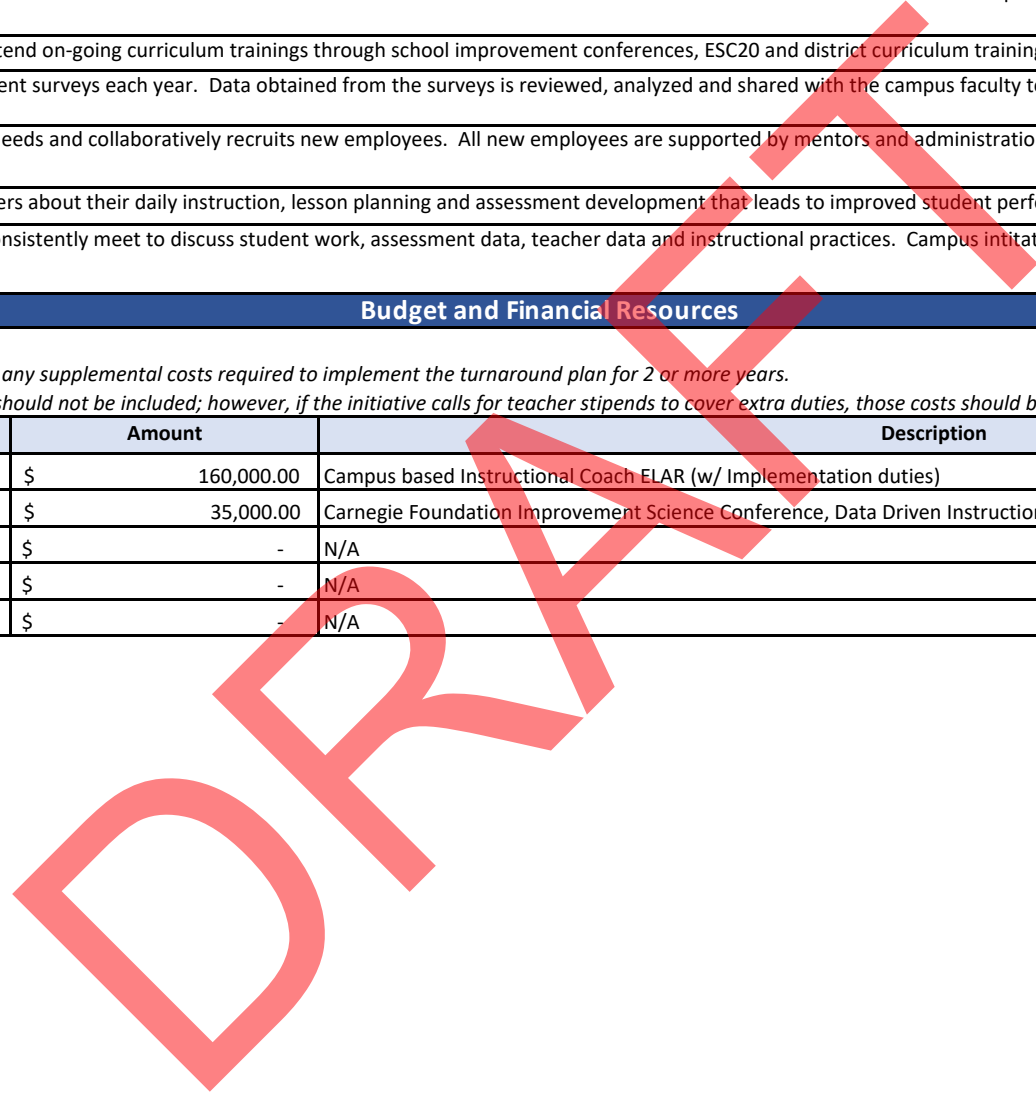 tend on-going curriculum trainings through school improvement conferences, ESC20 and district curriculum training
ent surveys each year.  Data obtained from the surveys is reviewed, analyzed and shared with the campus faculty to
eeds and collaboratively recruits new employees.  All new employees are supported by mentors and administratio
ers about their daily instruction, lesson planning and assessment development that leads to improved student perfo
onsistently meet to discuss student work, assessment data, teacher data and instructional practices.  Campus intitat
Budget and Financial Resources
any supplemental costs required to implement the turnaround plan for 2 or more years.
should not be included; however, if the initiative calls for teacher stipends to cover extra duties, those costs should b
Amount Description
$ 160,000.00 Campus based Instructional Coach ELAR (w/ Implementation duties)
$ 35,000.00 Carnegie Foundation Improvement Science Conference, Data Driven Instruction
$ - N/A
$ - N/A
$ - N/A
DRAFT